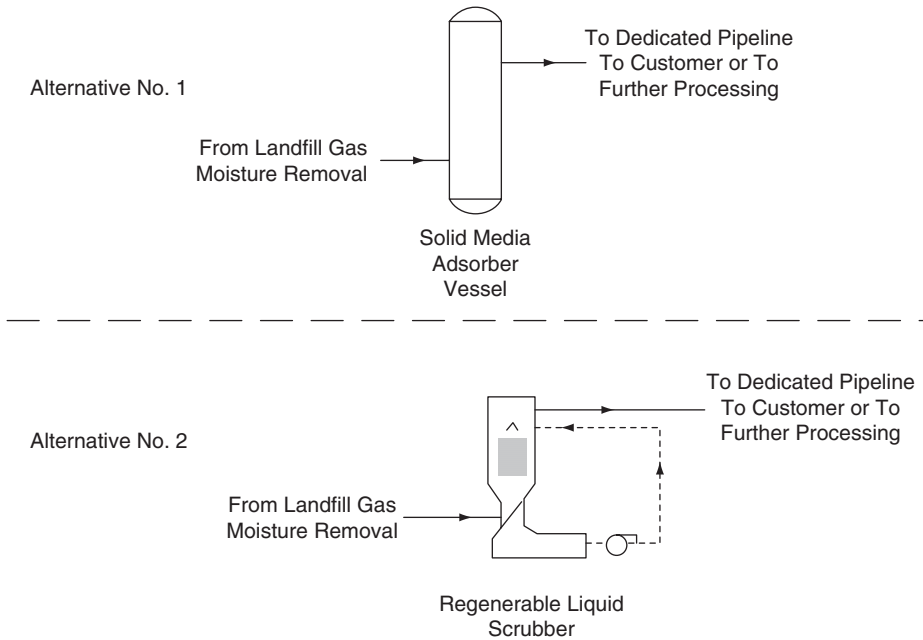 To Dedicated Pipeline
To Customer or To
Further Processing
Alternative No. 1
From Landfill Gas
Moisture Removal
Solid Media
Adsorber
Vessel
To Dedicated Pipeline
To Customer or To
Further Processing
Alternative No. 2
From Landfill Gas
Moisture Removal
Regenerable Liquid
Scrubber